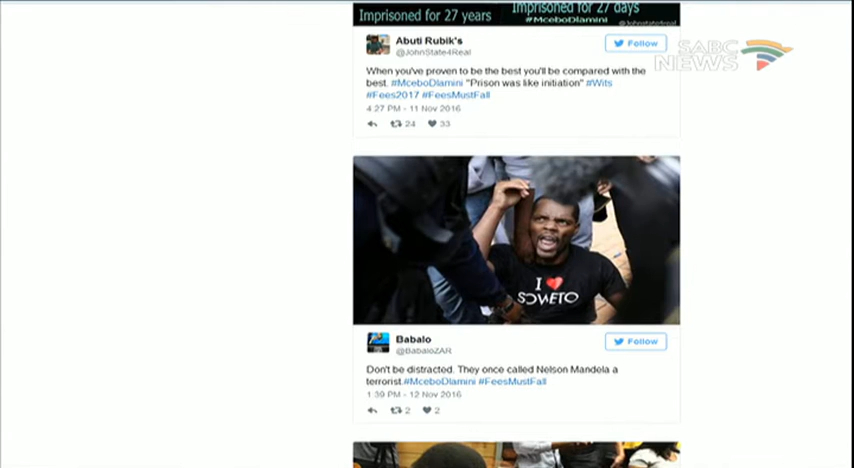 Imprisoned for 27 years
Imprisoned for 27 days
#MceboDlamini
@Johnstate4real
SABC
NEWS
Abuti Rubik's
@JohnState4Real
Follow
When you've proven to be the best you'll be compared with the
best. #MceboDlamini "Prison was like initiation" #Wits
#Fees2017 #FeesMustFall
4:27 PM - 11 Nov 2016
24
33
I ❤
SOWETO
Babalo
@BabaloZAR
Follow
Don't be distracted. They once called Nelson Mandela a
terrorist.#MceboDlamini #FeesMustFall
1:39 PM - 12 Nov 2016
2
2